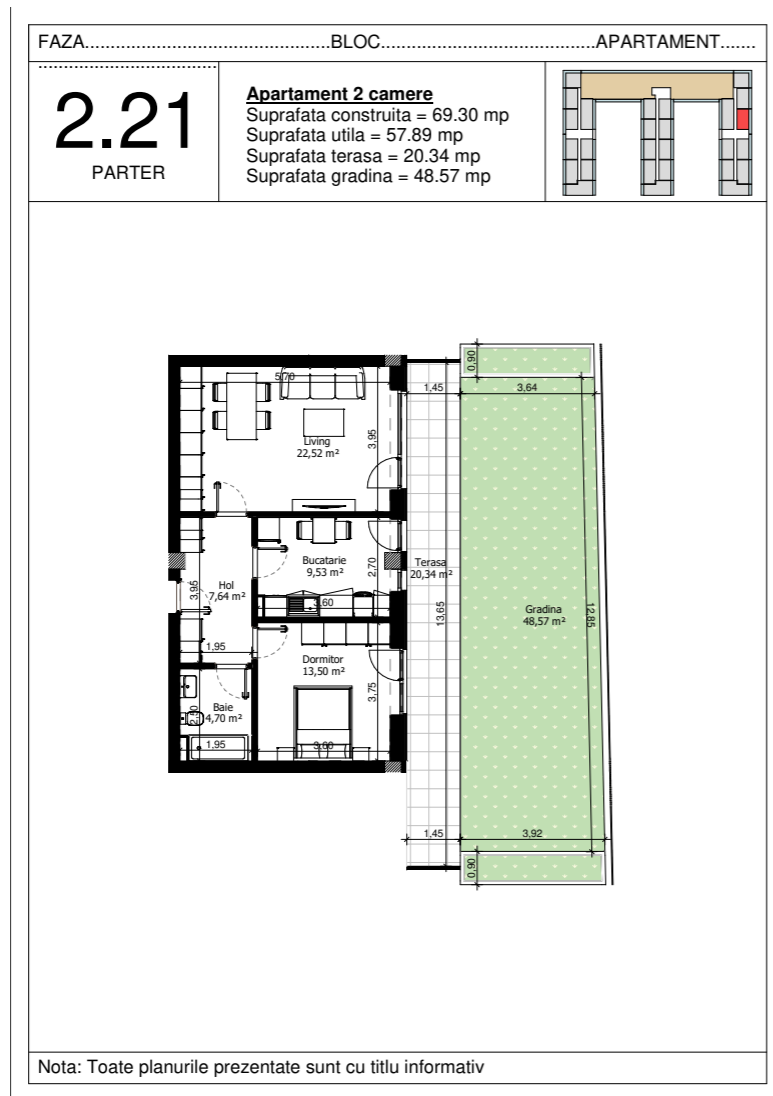 FAZA...............................................BLOC.........................................APARTAMENT.......
..................................
2.21
PARTER
Apartament 2 camere
Suprafata construita = 69.30 mp
Suprafata utila = 57.89 mp
Suprafata terasa = 20.34 mp
Suprafata gradina = 48.57 mp
0,90
5,70
1,45
3,64
Living
22,52 m²
3,95
Bucatarie
9,53 m²
2,70
3,60
Terasa
20,34 m²
Hol
7,64 m²
3,95
1,95
13,65
Gradina
48,57 m²
12,85
Dormitor
13,50 m²
3,75
3,60
Baie
4,70 m²
2,50
1,95
1,45
3,92
0,90
Nota: Toate planurile prezentate sunt cu titlu informativ